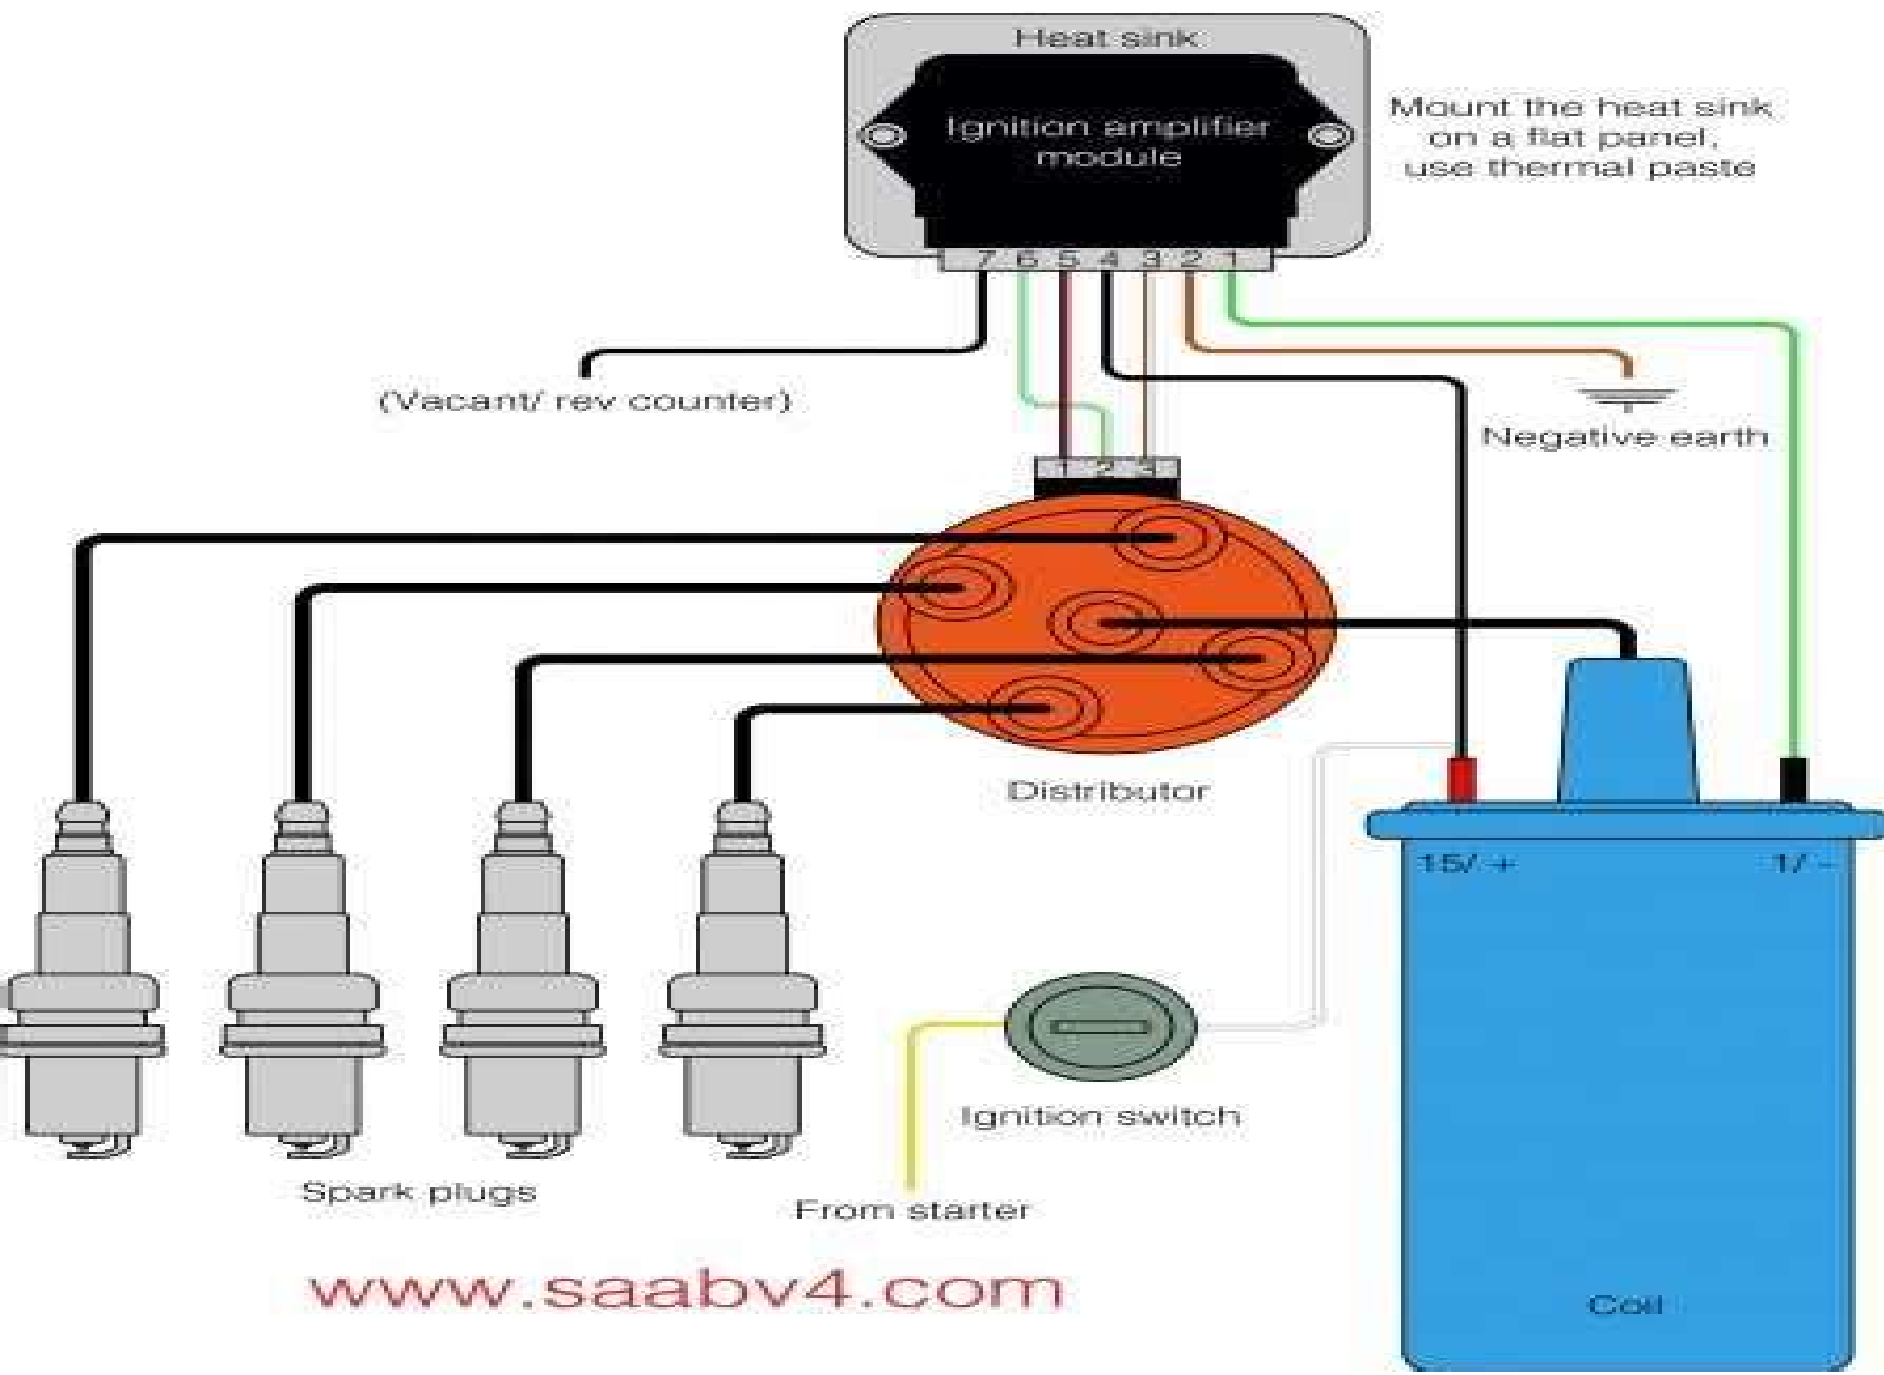 Heat sink
Ignition amplifier
module
Mount the heat sink
on a flat panel,
use thermal paste
7 6 5 4 3 2 1
(Vacant/ rev counter)
Negative earth
1 2 3
Distributor
15/ +
1/ -
Ignition switch
Spark plugs
From starter
www.saabv4.com
Coil